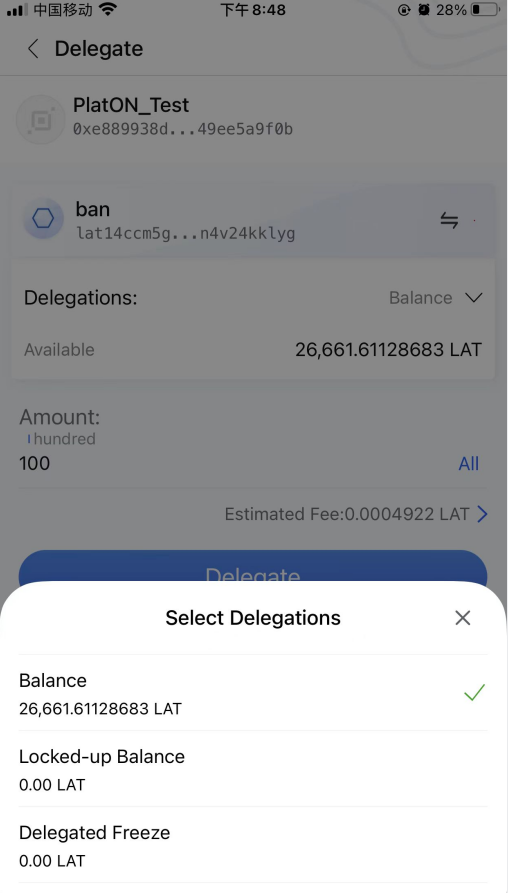 中国移动
下午 8:48
28%
Delegate
PlatON_Test
0xe889938d...49ee5a9f0b
ban
lat14ccm5g...n4v24kklyg
Delegations:
Balance
Available
26,661.61128683 LAT
Amount:
hundred
100
All
Estimated Fee:0.0004922 LAT
Delegate
Select Delegations
Balance
26,661.61128683 LAT
Locked-up Balance
0.00 LAT
Delegated Freeze
0.00 LAT